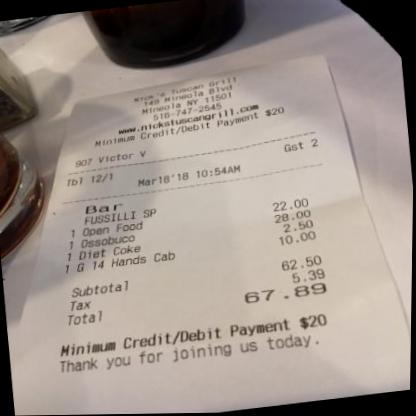 Nick's Tuscan Grill
149 Mineola Blvd
Mineola NY 11501
516-747-2545
www.nickstuscangrill.com
Minimum Credit/Debit Payment $20
907 Victor V
Tbl 12/1 Gst 2
Mar18'18 10:54AM
Bar
FUSSILLI SP
1 Open Food 22.00
1 Ossobuco 28.00
1 Diet Coke 2.50
1 G 14 Hands Cab 10.00
Subtotal 62.50
Tax 5.39
Total 67.89
Minimum Credit/Debit Payment $20
Thank you for joining us today.